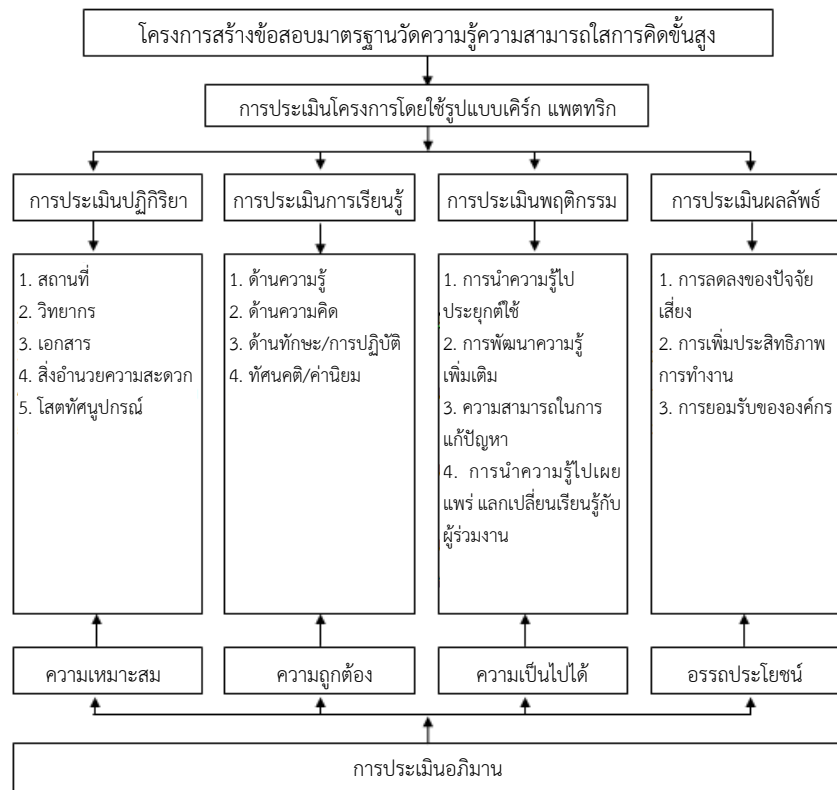 โครงการสร้างข้อสอบมาตรฐานวัดความรู้ความสามารถใสการคิดขั้นสูง
การประเมินโครงการโดยใช้รูปแบบเคิร์ก แพตทริก
การประเมินปฏิกิริยา
การประเมินการเรียนรู้
การประเมินพฤติกรรม
การประเมินผลลัพธ์
1. สถานที่
2. วิทยากร
3. เอกสาร
4. สิ่งอำนวยความสะดวก
5. โสตทัศนูปกรณ์
1. ด้านความรู้
2. ด้านความคิด
3. ด้านทักษะ/การปฏิบัติ
4. ทัศนคติ/ค่านิยม
1. การนำความรู้ไป
ประยุกต์ใช้
2. การพัฒนาความรู้
เพิ่มเติม
3. ความสามารถในการ
แก้ปัญหา
4. การนำความรู้ไปเผย
แพร่ แลกเปลี่ยนเรียนรู้กับ
ผู้ร่วมงาน
1. การลดลงของปัจจัย
เสี่ยง
2. การเพิ่มประสิทธิภาพ
การทำงาน
3. การยอมรับขององค์กร
ความเหมาะสม
ความถูกต้อง
ความเป็นไปได้
อรรถประโยชน์
การประเมินอภิมาน